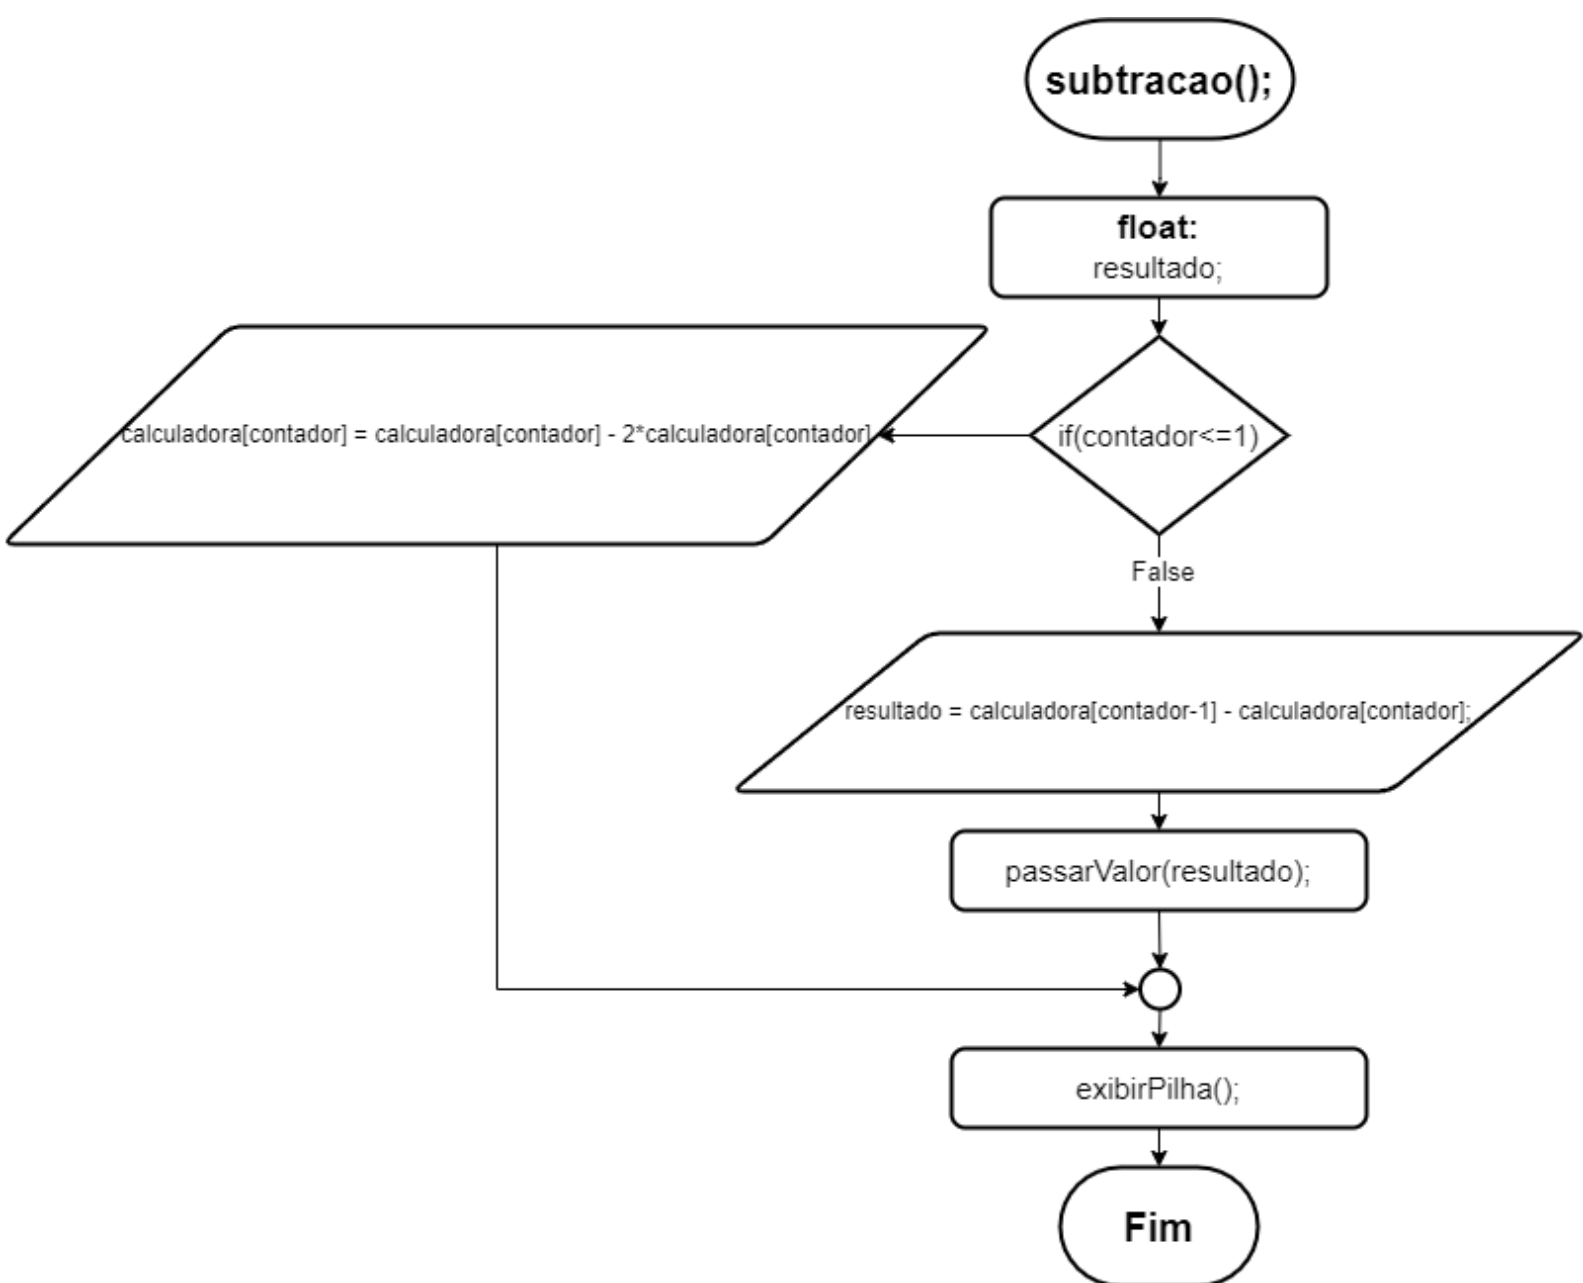 subtracao();
float:
resultado;
if(contador<=1)
calculadora[contador] = calculadora[contador] - 2*calculadora[contador]
False
resultado = calculadora[contador-1] - calculadora[contador];
passarValor(resultado);
exibirPilha();
Fim